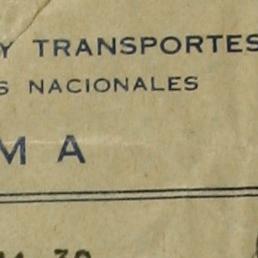 Y TRANSPORTES
S NACIONALES
M A